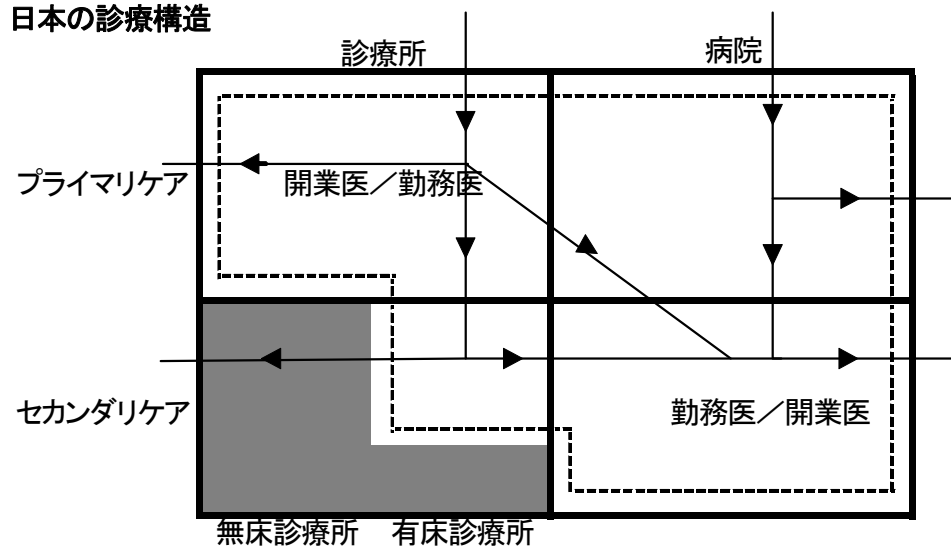 日本の診療構造
診療所
病院
プライマリケア
開業医／勤務医
セカンダリケア
勤務医／開業医
無床診療所
有床診療所